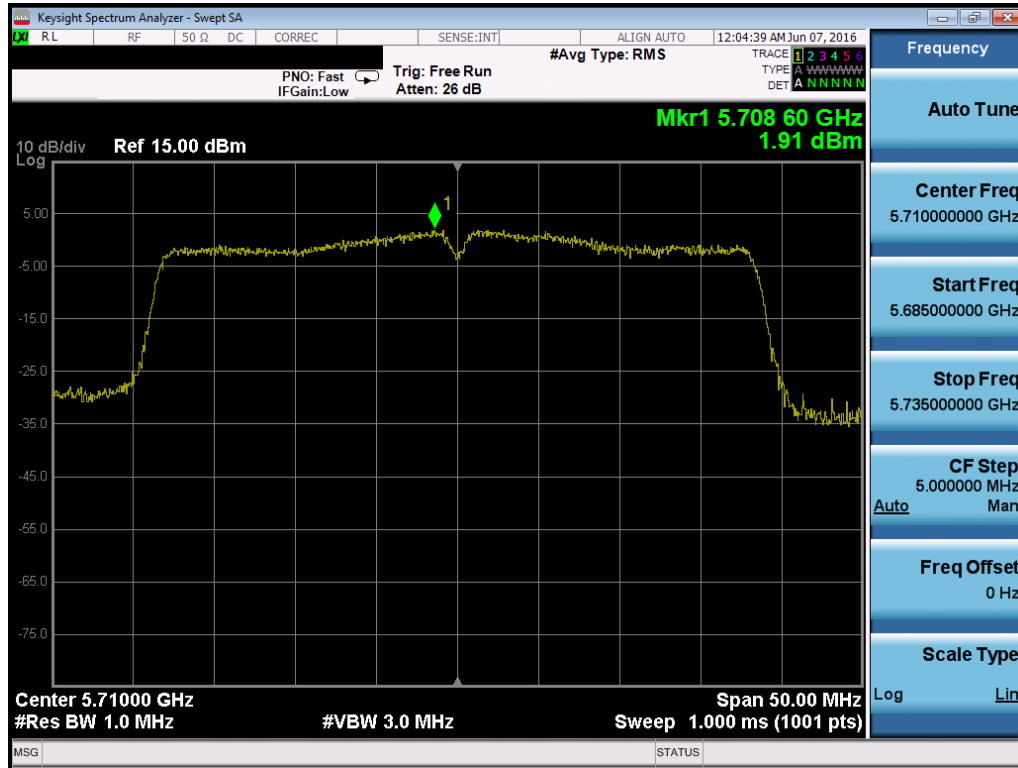 Keysight Spectrum Analyzer - Swept SA
LXI RL RF 50 Ω DC CORREC SENSE:INT ALIGN AUTO 12:04:39 AM Jun 07, 2016
#Avg Type: RMS TRACE 1 2 3 4 5 6
PNO: Fast Trig: Free Run TYPE A WWWWW
IFGain:Low Atten: 26 dB DET A N N N N N
Mkr1 5.708 60 GHz
1.91 dBm
10 dB/div Ref 15.00 dBm
Log
1
5.00
-5.00
-15.0
-25.0
-35.0
-45.0
-55.0
-65.0
-75.0
Center 5.71000 GHz Span 50.00 MHz
#Res BW 1.0 MHz #VBW 3.0 MHz Sweep 1.000 ms (1001 pts)
MSG STATUS
Frequency
Auto Tune
Center Freq
5.710000000 GHz
Start Freq
5.685000000 GHz
Stop Freq
5.735000000 GHz
CF Step
5.000000 MHz
Auto Man
Freq Offset
0 Hz
Scale Type
Log Lin